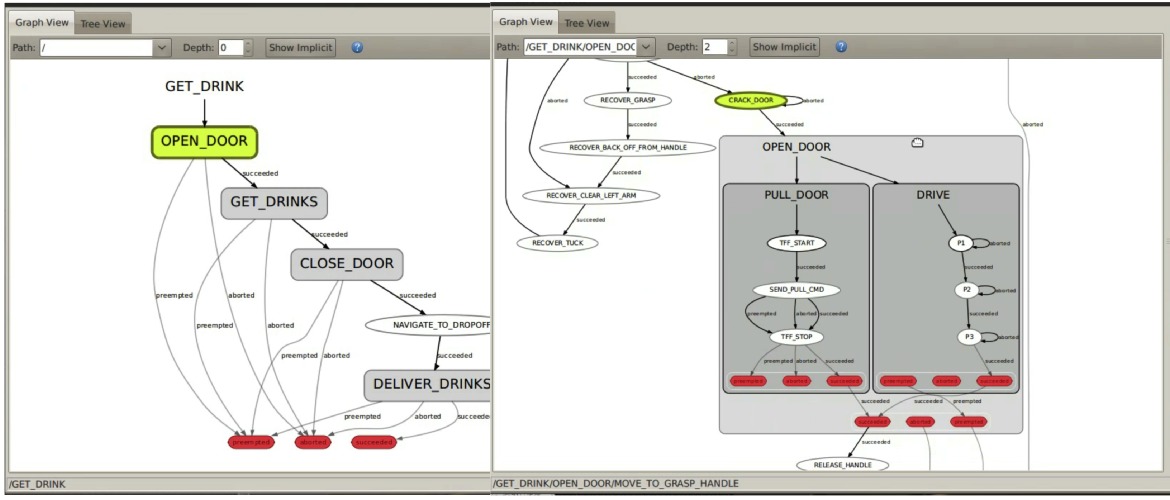 Graph View Tree View
Path: / Depth: 0 Show Implicit ?
GET_DRINK
OPEN_DOOR
succeeded
GET_DRINKS
succeeded
CLOSE_DOOR
succeeded
preempted
aborted
NAVIGATE_TO_DROPOFF
preempted
aborted
succeeded
preempted
aborted
DELIVER_DRINKS
preempted
aborted
succeede
preempted
aborted
succeeded
/GET_DRINK
Graph View Tree View
Path: /GET_DRINK/OPEN_DOC Depth: 2 Show Implicit ?
succeeded
aborted
aborted
RECOVER_GRASP
CRACK_DOOR
aborted
succeeded
succeeded
aborted
RECOVER_BACK_OFF_FROM_HANDLE
OPEN_DOOR
succeeded
RECOVER_CLEAR_LEFT_ARM
PULL_DOOR
DRIVE
succeeded
RECOVER_TUCK
TFF_START
P1
aborted
succeeded
succeeded
SEND_PULL_CMD
P2
aborted
preempted
aborted
succeeded
succeeded
TFF_STOP
P3
aborted
preempted
aborted
succeeded
succeeded
preempted
aborted
succeeded
preempted
aborted
succeeded
succeeded
succeeded
preempted
succeeded
aborted
preempted
succeeded
RELEASE_HANDLE
/GET_DRINK/OPEN_DOOR/MOVE_TO_GRASP_HANDLE